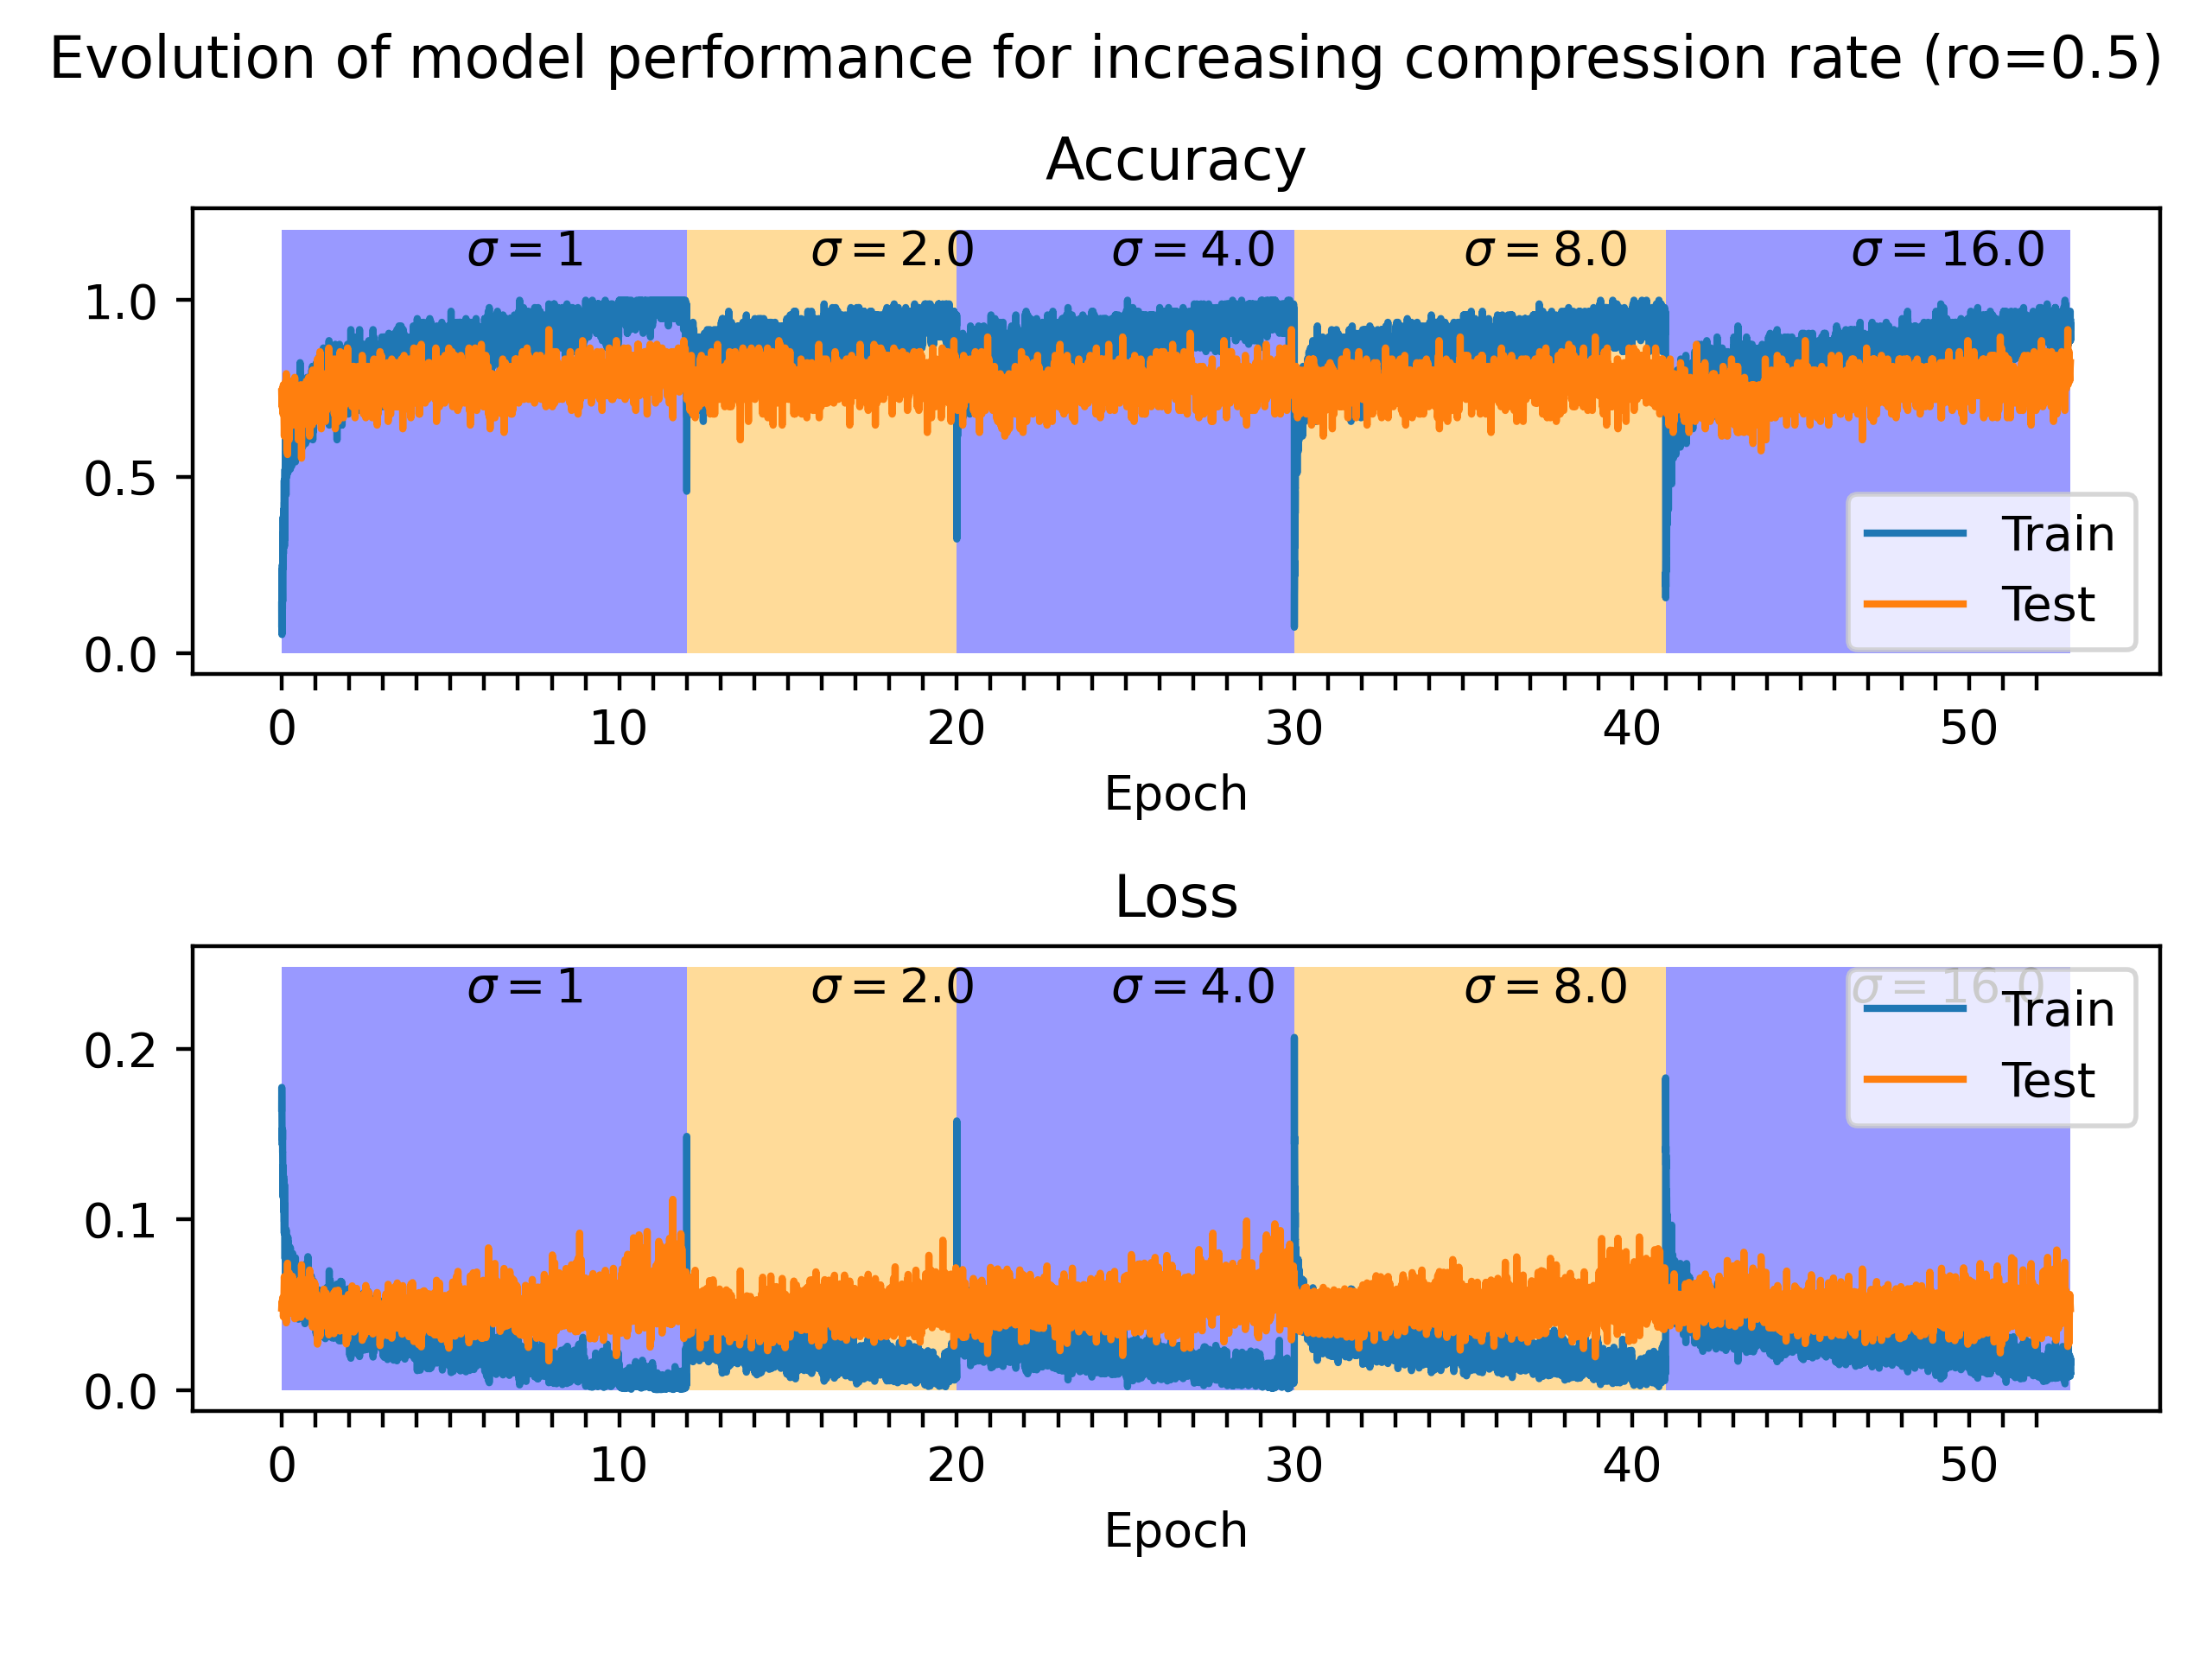 Evolution of model performance for increasing compression rate (ro=0.5)
Accuracy
σ = 1 σ = 2.0 σ = 4.0 σ = 8.0 σ = 16.0
1.0
0.5
0.0
Train
Test
0 10 20 30 40 50
Epoch
Loss
σ = 1 σ = 2.0 σ = 4.0 σ = 8.0 σ = 16.0
Train
Test
0.2
0.1
0.0
0 10 20 30 40 50
Epoch